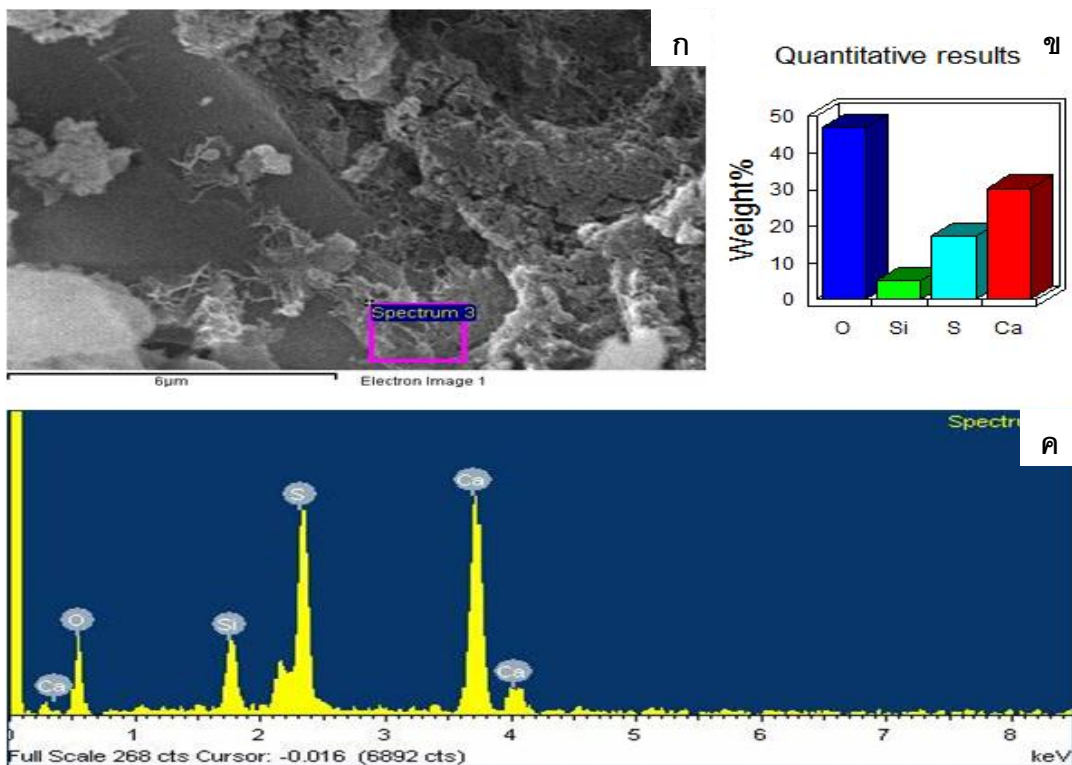 ก
Spectrum 3
6µm
Electron Image 1
ข
Quantitative results
Weight%
50
40
30
20
10
0
O Si S Ca
ค
Spectru
Ca
O
Si
S
Ca
Ca
0 1 2 3 4 5 6 7 8
Full Scale 268 cts Cursor: -0.016 (6892 cts)
keV